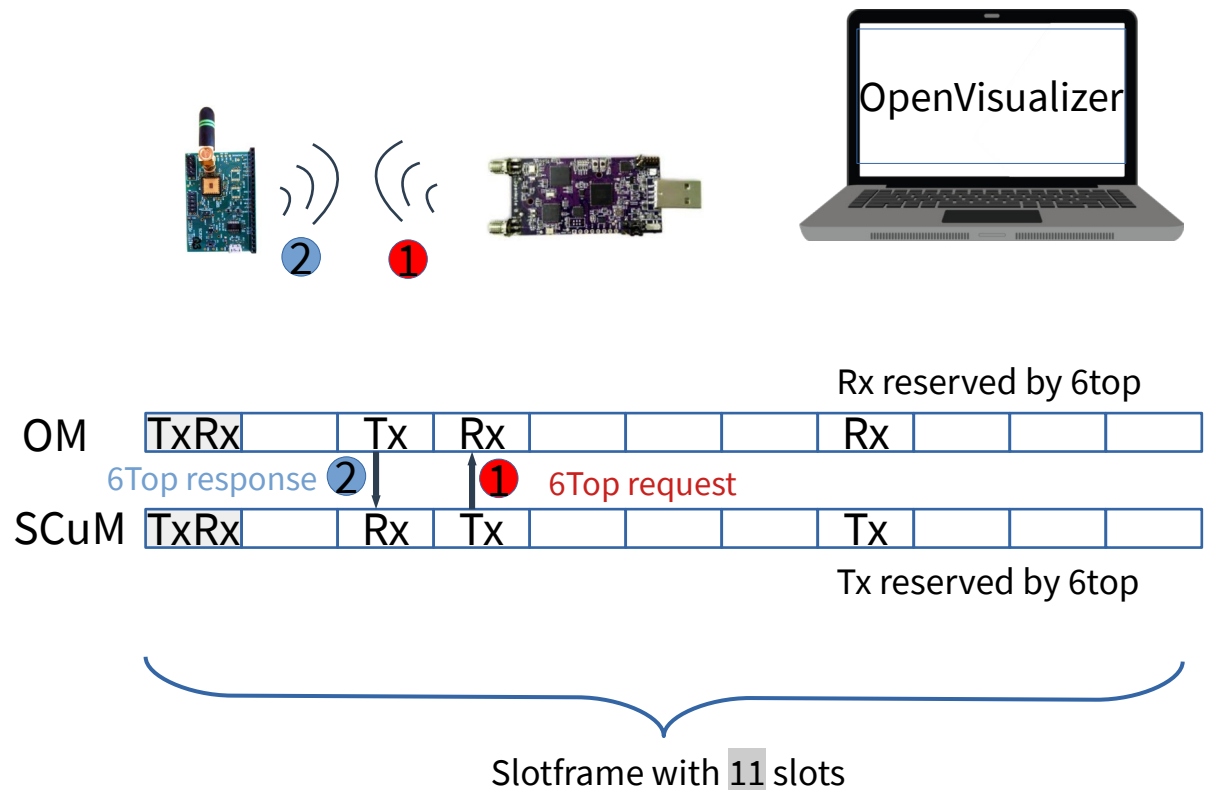 OpenVisualizer
2 1
Rx reserved by 6top
OM TxRx Tx Rx Rx
6Top response 2 1 6Top request
SCuM TxRx Rx Tx Tx
Tx reserved by 6top
Slotframe with 11 slots